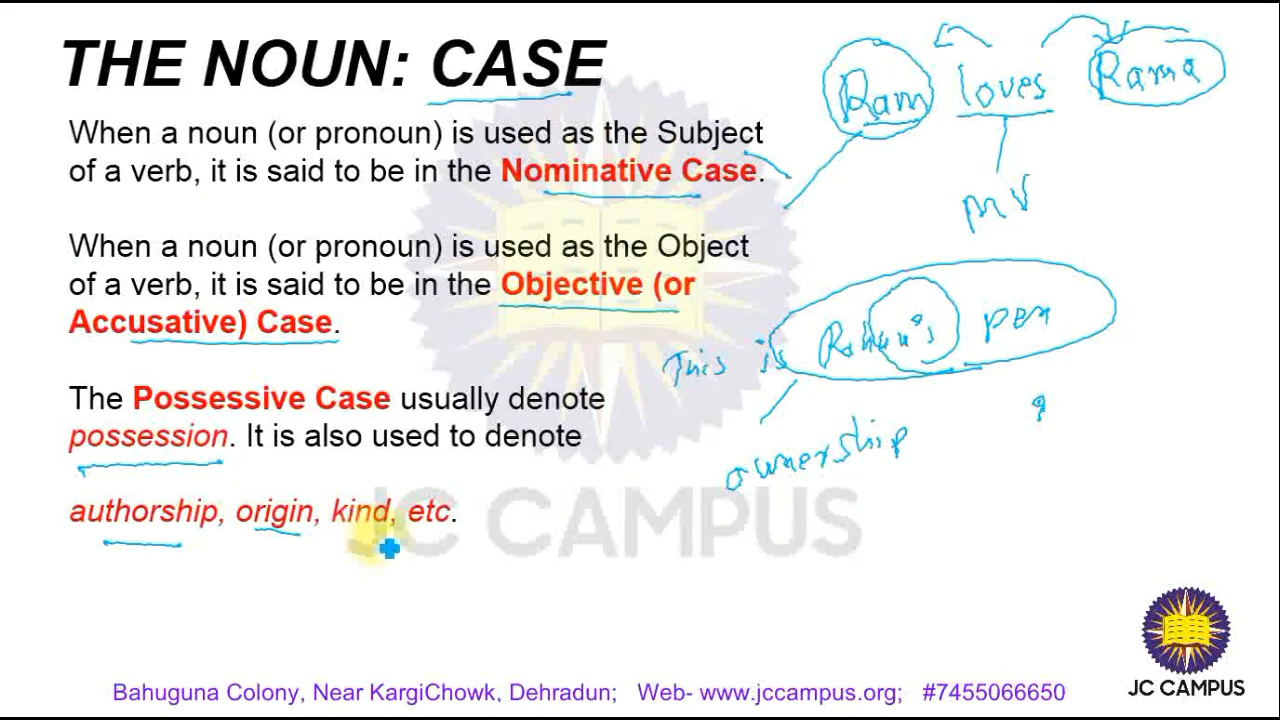 THE NOUN: CASE
When a noun (or pronoun) is used as the Subject
of a verb, it is said to be in the Nominative Case.
When a noun (or pronoun) is used as the Object
of a verb, it is said to be in the Objective (or
Accusative) Case.
The Possessive Case usually denote
possession. It is also used to denote
authorship, origin, kind, etc.
Ram loves Rama
MV
This is Rohan's pen
ownership
JC CAMPUS
JC CAMPUS
Bahuguna Colony, Near KargiChowk, Dehradun; Web- www.jccampus.org; #7455066650